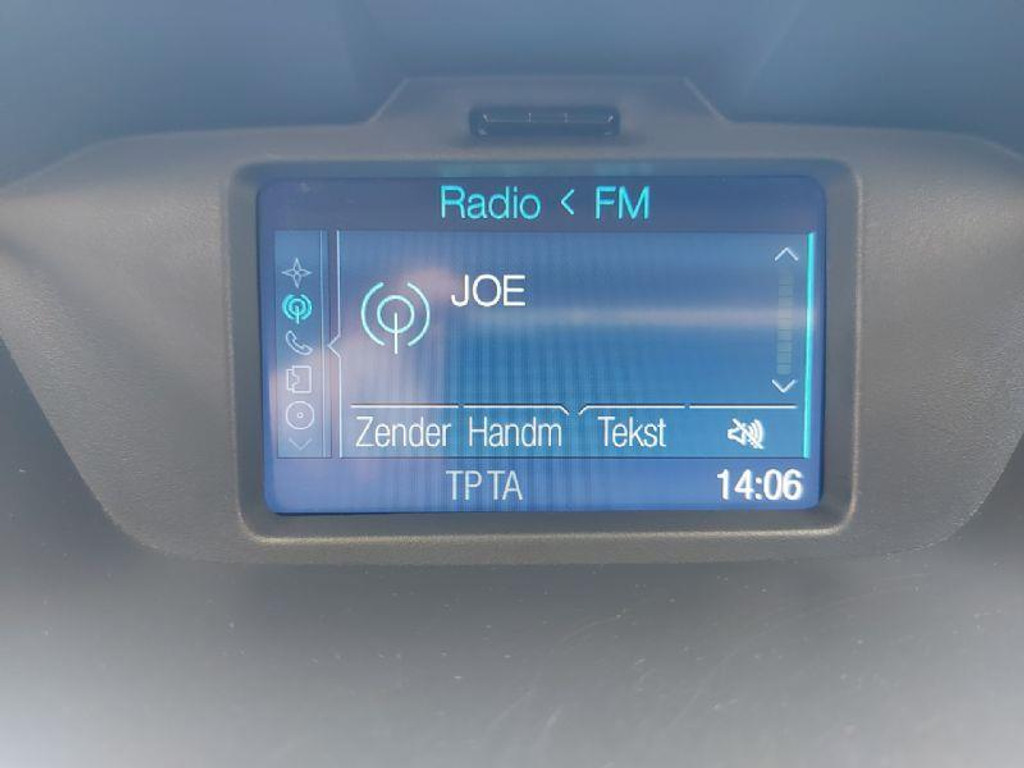 Radio < FM
JOE
Zender Handm Tekst
TP TA 14:06